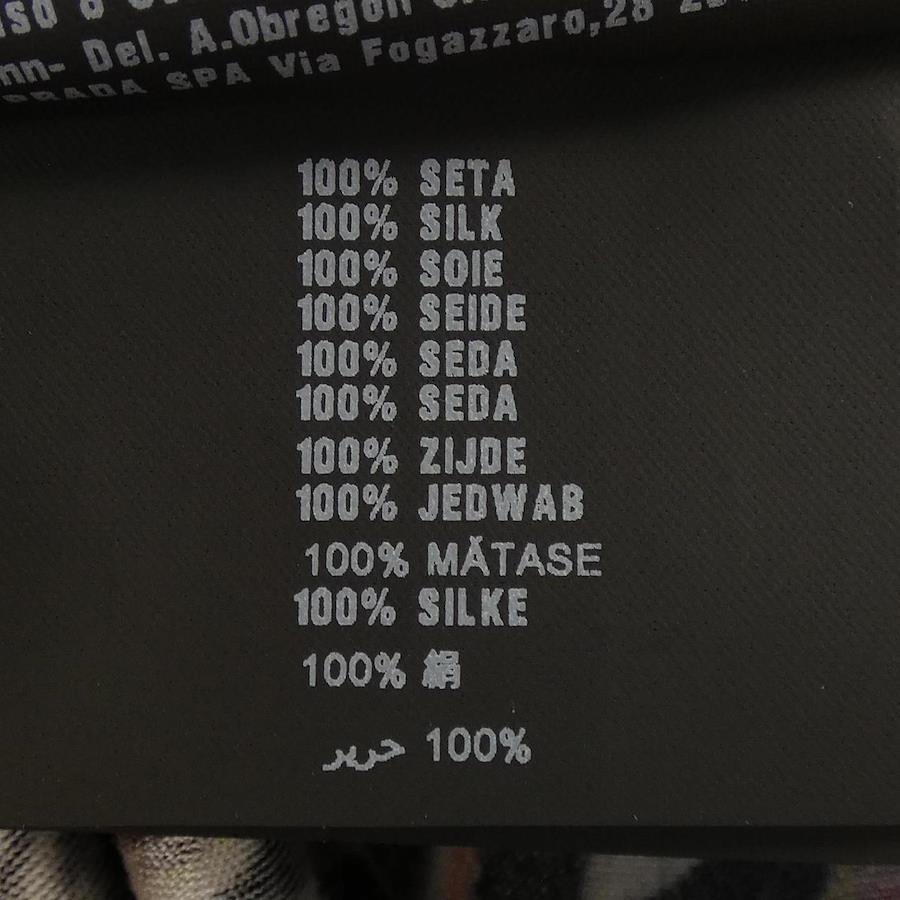 Del. A.Obregon
PRADA SPA Via Fogazzaro,28
100% SETA
100% SILK
100% SOIE
100% SEIDE
100% SEDA
100% SEDA
100% ZIJDE
100% JEDWAB
100% MĂTASE
100% SILKE
100% 絹
100% حرير